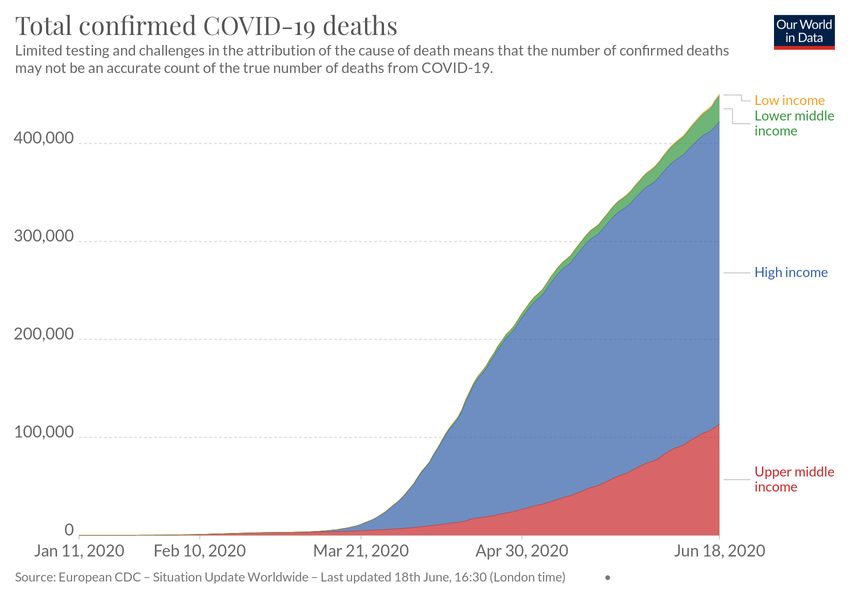 Total confirmed COVID-19 deaths
Our World
in Data
Limited testing and challenges in the attribution of the cause of death means that the number of confirmed deaths
may not be an accurate count of the true number of deaths from COVID-19.
Low income
Lower middle
income
400,000
300,000
High income
200,000
100,000
Upper middle
income
0
Jan 11, 2020 Feb 10, 2020 Mar 21, 2020 Apr 30, 2020 Jun 18, 2020
Source: European CDC – Situation Update Worldwide – Last updated 18th June, 16:30 (London time) •